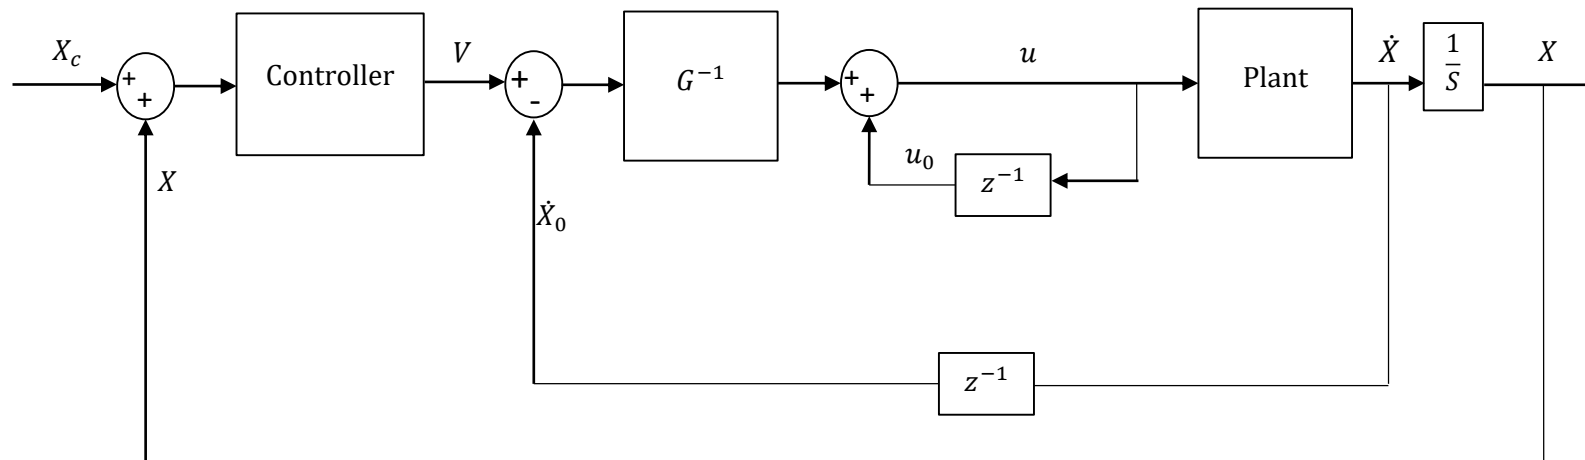 X_c
+
+
X
Controller
V
+
-
Ẋ_0
G^{-1}
+
+
u_0
z^{-1}
u
Plant
Ẋ
1/S
X
z^{-1}